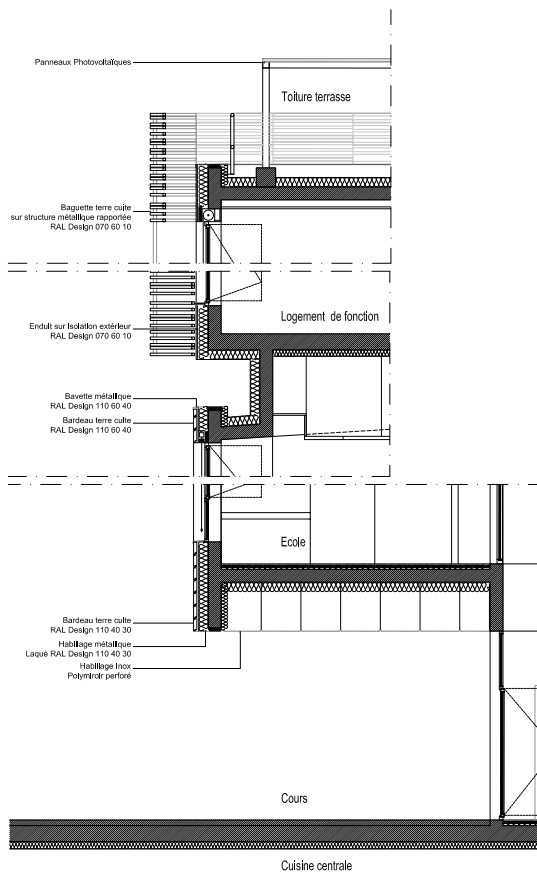 Panneaux Photovoltaïques
Toiture terrasse
Baguette terre cuite
sur structure métallique rapportée
RAL Design 070 60 10
Enduit sur Isolation extérieur
RAL Design 070 60 10
Logement de fonction
Bavette métallique
RAL Design 110 60 40
Bardeau terre cuite
RAL Design 110 60 40
Ecole
Bardeau terre culte
RAL Design 110 40 30
Habillage métallique
Laqué RAL Design 110 40 30
Habillage Inox
Polymiroir perforé
Cours
Cuisine centrale